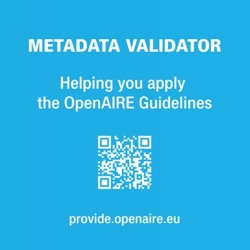 METADATA VALIDATOR
Helping you apply
the OpenAIRE Guidelines
provide.openaire.eu